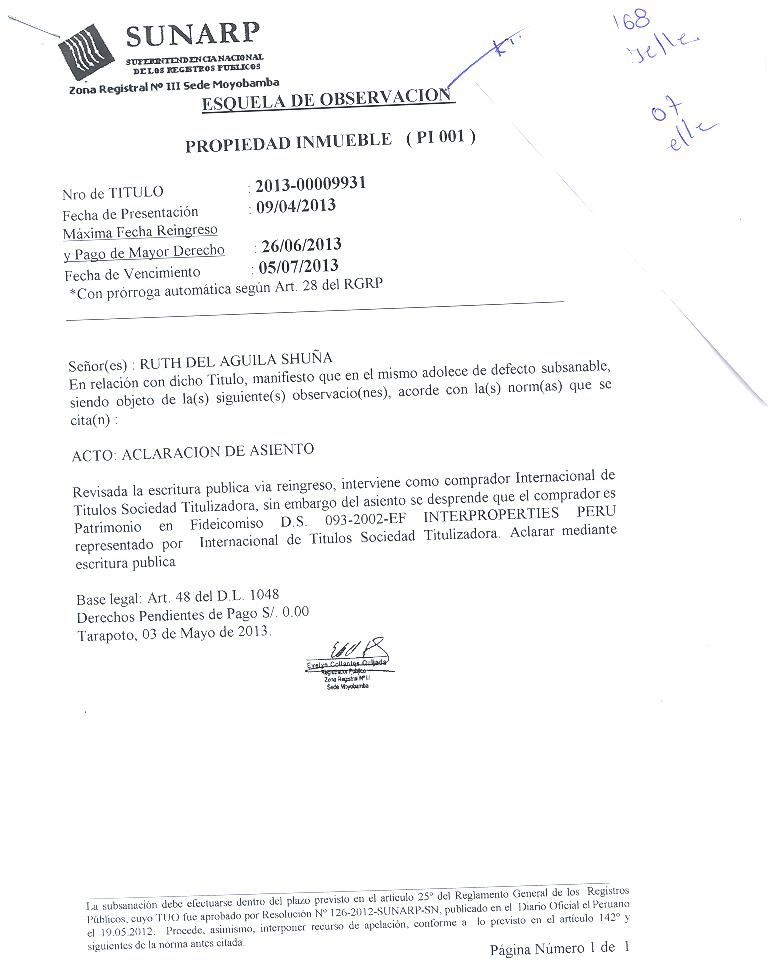 SUNARP
SUPERINTENDENCIA NACIONAL
DE LOS REGISTROS PUBLICOS
Zona Registral Nº III Sede Moyobamba
168
07
ESQUELA DE OBSERVACION
PROPIEDAD INMUEBLE ( PI 001 )
Nro de TITULO : 2013-00009931
Fecha de Presentación : 09/04/2013
Máxima Fecha Reingreso
y Pago de Mayor Derecho : 26/06/2013
Fecha de Vencimiento : 05/07/2013
*Con prórroga automática según Art. 28 del RGRP
Señor(es) : RUTH DEL AGUILA SHUÑA
En relación con dicho Titulo, manifiesto que en el mismo adolece de defecto subsanable,
siendo objeto de la(s) siguiente(s) observacio(nes), acorde con la(s) norm(as) que se
cita(n) :
ACTO: ACLARACION DE ASIENTO
Revisada la escritura publica via reingreso, interviene como comprador Internacional de
Titulos Sociedad Titulizadora, sin embargo del asiento se desprende que el comprador es
Patrimonio en Fideicomiso D.S. 093-2002-EF INTERPROPERTIES PERU
representado por Internacional de Titulos Sociedad Titulizadora. Aclarar mediante
escritura publica
Base legal: Art. 48 del D.L. 1048
Derechos Pendientes de Pago S/. 0.00
Tarapoto, 03 de Mayo de 2013.
Evelyn Collantes Quijada
Registrador Público
Zona Registral Nº III
Sede Moyobamba
La subsanación debe efectuarse dentro del plazo previsto en el articulo 25° del Reglamento General de los Registros
Públicos, cuyo TUO fue aprobado por Resolución N° 126-2012-SUNARP-SN, publicado en el Diario Oficial el Peruano
el 19.05.2012. Procede, asimismo, interponer recurso de apelación, conforme a lo previsto en el artículo 142° y
siguientes de la norma antes citada.
Página Número 1 de 1